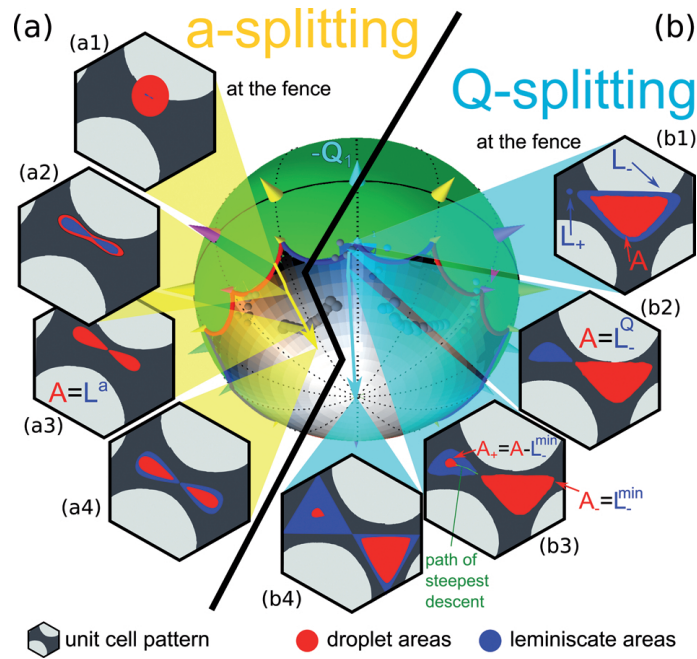 (a)
a-splitting
(b)
(a1)
at the fence
Q-splitting
at the fence
(b1)
-Q1
L-
L+
A
(a2)
(b2)
A=L-Q
(a3)
A=La
(b3)
A+=A-L-min
A-=L-min
(a4)
(b4)
path of
steepest
descent
unit cell pattern
droplet areas
leminiscate areas